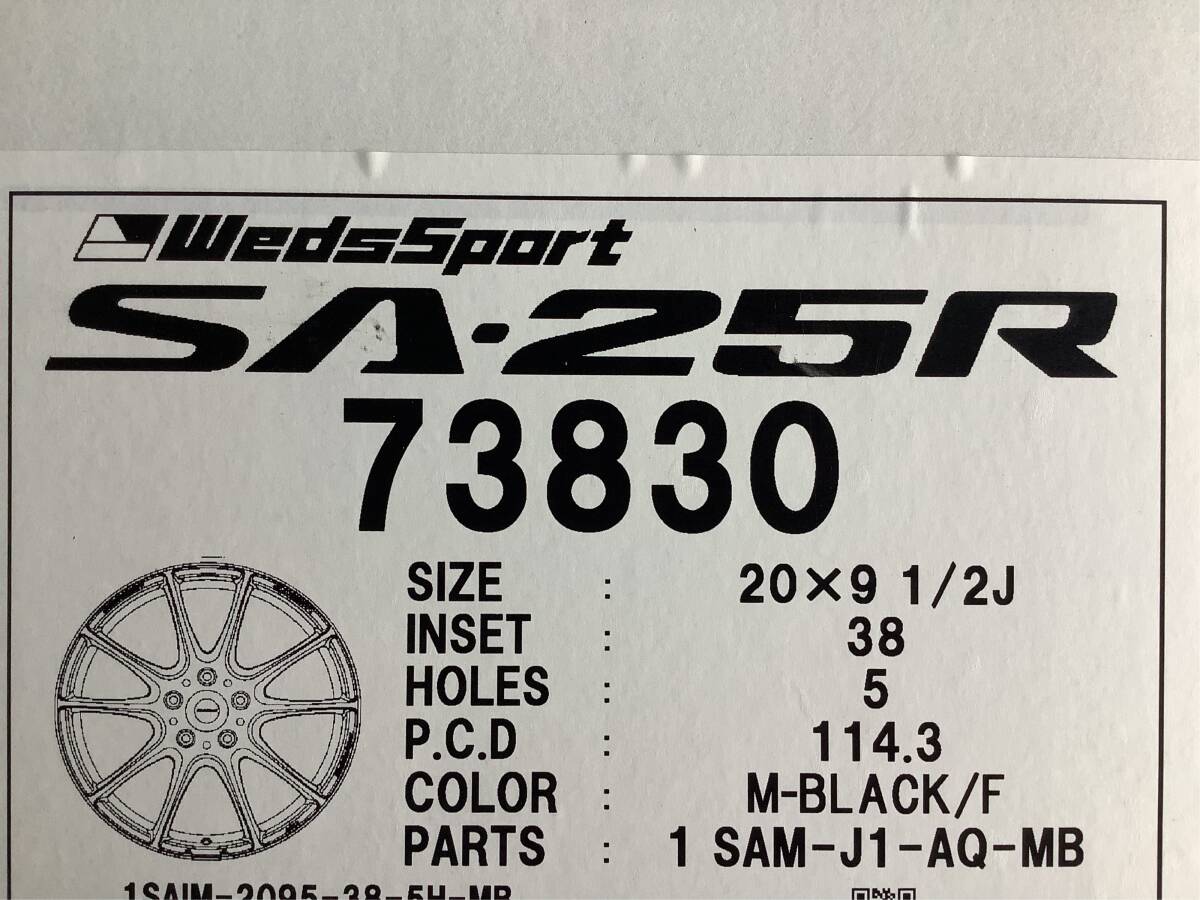 WedsSport
SA-25R
73830
SIZE : 20×9 1/2J
INSET : 38
HOLES : 5
P.C.D : 114.3
COLOR : M-BLACK/F
PARTS : 1 SAM-J1-AQ-MB